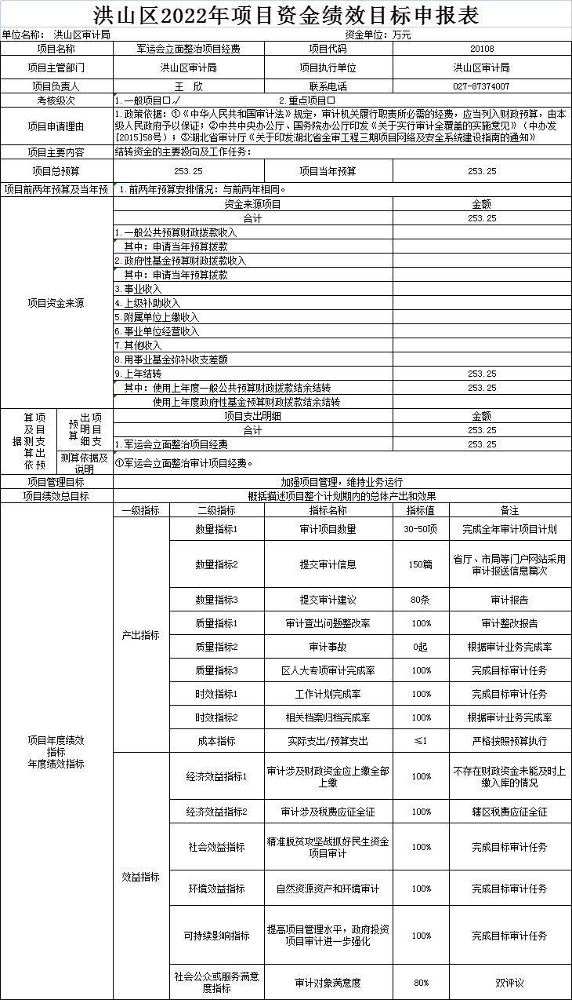 洪山区2022年项目资金绩效目标申报表
单位名称: 洪山区审计局 资金单位: 万元
项目名称 军运会立面整治项目经费 项目代码 20108
项目主管部门 洪山区审计局 项目执行单位 洪山区审计局
项目负责人 王 欣 联系电话 027-87374007
考核级次 1.一般项目□√ 2.重点项目□
项目申请理由
1.政策依据: ①《中华人民共和国审计法》规定, 审计机关履行职责所必需的经费, 应当列入财政预算, 由本
级人民政府予以保证; ②中共中央办公厅、国务院办公厅印发《关于实行审计全覆盖的实施意见》(中办发
[2015]58号); ③湖北省审计厅《关于印发湖北省金审工程三期项目网络及安全系统建设指南的通知》
项目主要内容 结转资金的主要投向及工作任务:
项目总预算 253.25 项目当年预算 253.25
项目前两年预算及当年预 1.前两年预算安排情况: 与前两年相同。
项目资金来源
资金来源项目 金额
合计 253.25
1.一般公共预算财政拨款收入
其中: 申请当年预算拨款
2.政府性基金预算财政拨款收入
其中: 申请当年预算拨款
3.事业收入
4.上级补助收入
5.附属单位上缴收入
6.事业单位经营收入
7.其他收入
8.用事业基金弥补收支差额
9.上年结转 253.25
其中: 使用上年度一般公共预算财政拨款结余结转 253.25
使用上年度政府性基金预算财政拨款结余结转
项目支出预算及测算依据
项目支出明细预算
项目支出明细 金额
合计 253.25
1.军运会立面整治项目经费 253.25
测算依据及
说明
①军运会立面整治审计项目经费。
项目管理目标 加强项目管理, 维持业务运行
项目绩效总目标 概括描述项目整个计划期内的总体产出和效果
项目年度绩效
指标
年度绩效指标
一级指标 二级指标 指标名称 指标值 备注
产出指标
数量指标1 审计项目数量 30-50项 完成全年审计项目计划
数量指标2 提交审计信息 150篇 省厅、市局等门户网站采用
审计报送信息篇次
数量指标3 提交审计建议 80条 审计报告
质量指标1 审计查出问题整改率 100% 审计整改报告
质量指标2 审计事故 0起 根据审计业务完成率
质量指标3 区人大专项审计完成率 100% 完成目标审计任务
时效指标1 工作计划完成率 100% 完成目标审计任务
时效指标2 相关档案归档完成率 100% 根据审计业务完成率
成本指标 实际支出/预算支出 ≤1 严格按照预算执行
效益指标
经济效益指标1 审计涉及财政资金应上缴全部
上缴 100% 不存在财政资金未能及时上
缴入库的情况
经济效益指标2 审计涉及税费应征全征 100% 辖区税费应征全征
社会效益指标 精准脱贫攻坚战抓好民生资金
项目审计 100% 完成目标审计任务
环境效益指标 自然资源资产和环境审计 100% 完成目标审计任务
可持续影响指标 提高项目管理水平, 政府投资
项目审计进一步强化 100% 完成目标审计任务
社会公众或服务满意
度指标 审计对象满意度 80% 双评议